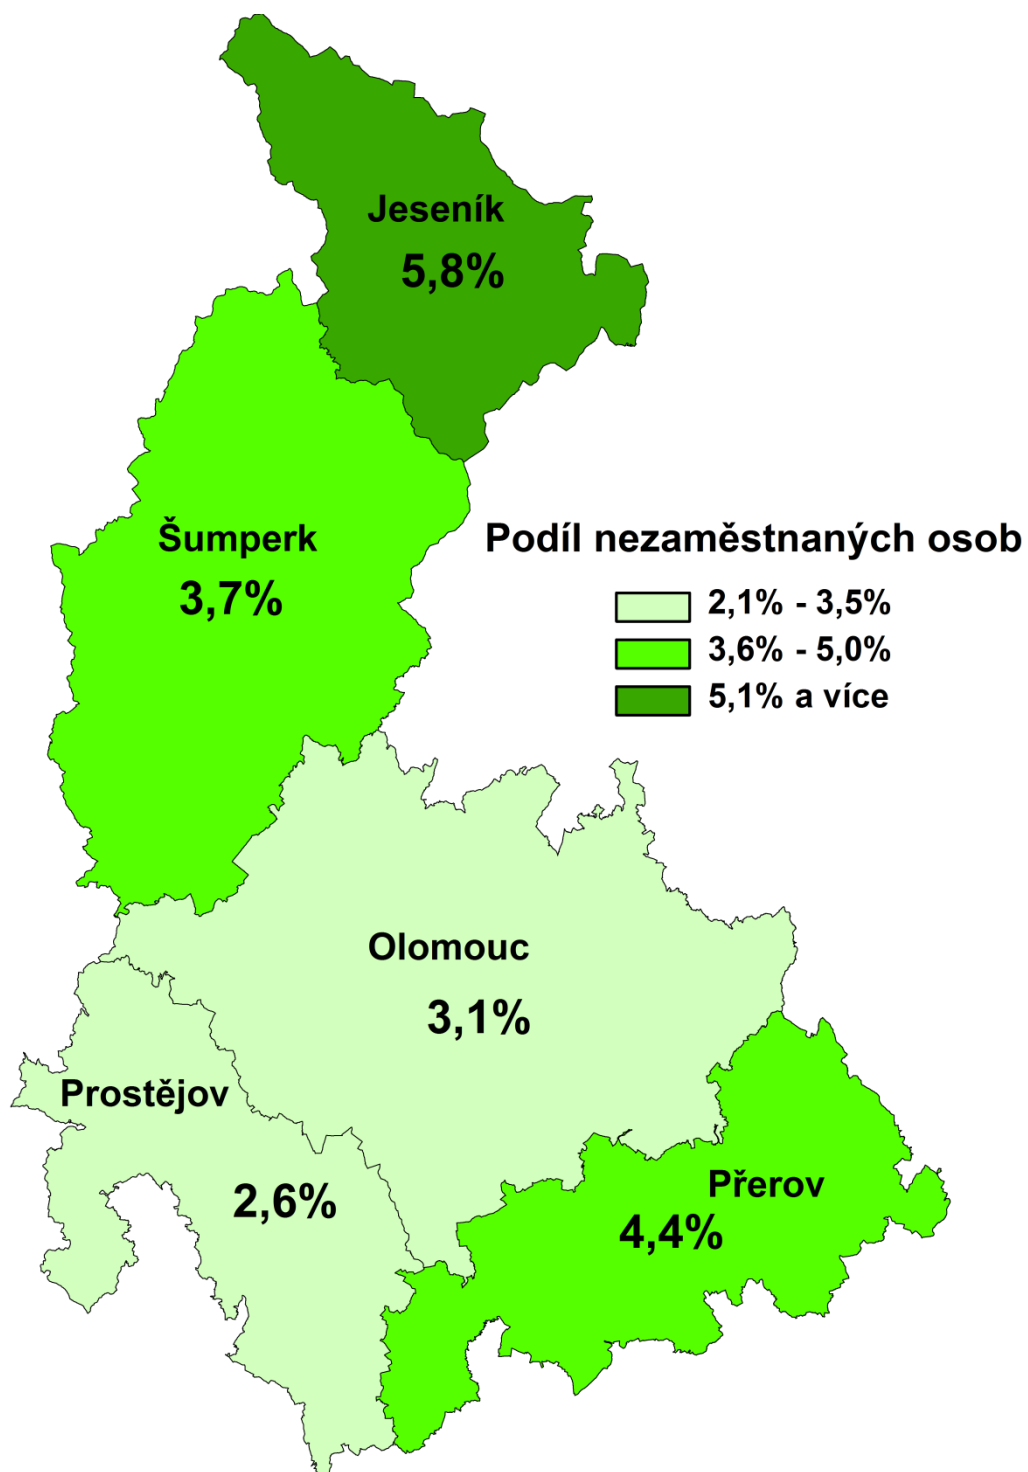 Jeseník
5,8%
Šumperk
3,7%
Podíl nezaměstnaných osob
2,1% - 3,5%
3,6% - 5,0%
5,1% a více
Olomouc
3,1%
Prostějov
2,6%
Přerov
4,4%